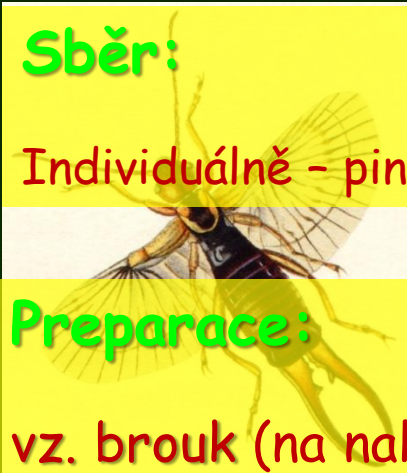 Sběr:
Individuálně – pin
Preparace:
vz. brouk (na nal